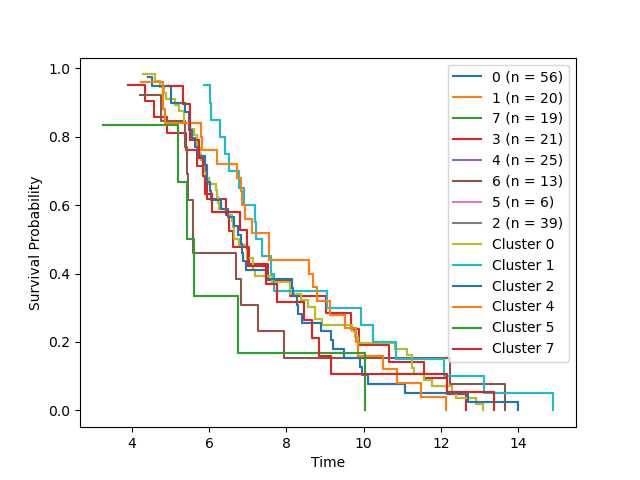 1.0
0.8
0.6
0.4
0.2
0.0
Survival Probability
4
6
8
10
12
14
Time
0 (n = 56)
1 (n = 20)
7 (n = 19)
3 (n = 21)
4 (n = 25)
6 (n = 13)
5 (n = 6)
2 (n = 39)
Cluster 0
Cluster 1
Cluster 2
Cluster 4
Cluster 5
Cluster 7